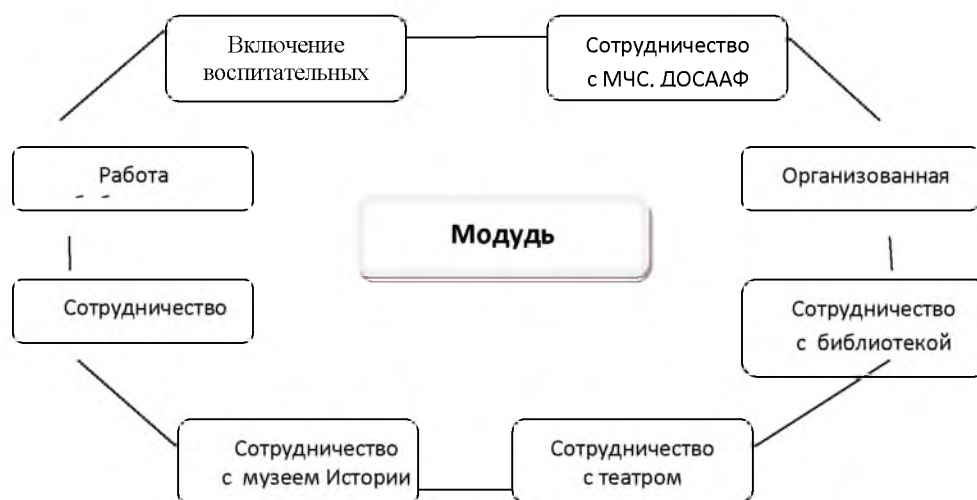 Включение
воспитательных
Сотрудничество
с МЧС. ДОСААФ
Работа
Организованная
Модудь
Сотрудничество
Сотрудничество
с библиотекой
Сотрудничество
с музеем Истории
Сотрудничество
с театром